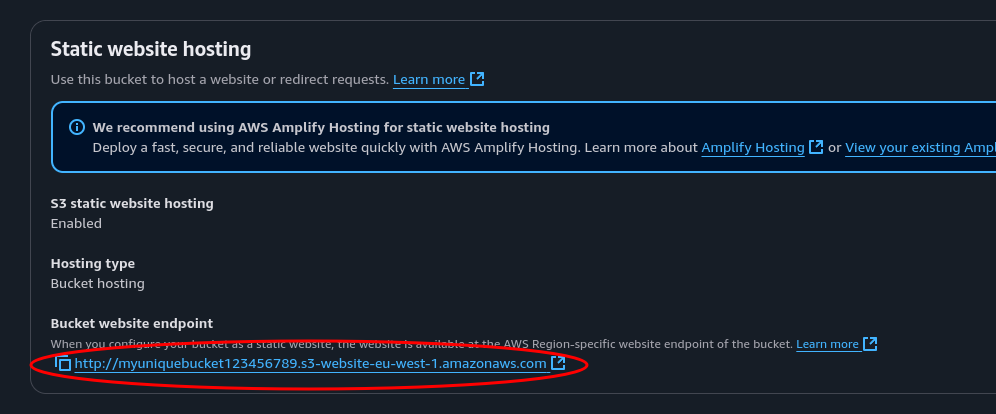 Static website hosting
Use this bucket to host a website or redirect requests. Learn more
We recommend using AWS Amplify Hosting for static website hosting
Deploy a fast, secure, and reliable website quickly with AWS Amplify Hosting. Learn more about Amplify Hosting or View your existing Ampl
S3 static website hosting
Enabled
Hosting type
Bucket hosting
Bucket website endpoint
When you configure your bucket as a static website, the website is available at the AWS Region-specific website endpoint of the bucket. Learn more
http://myuniquebucket123456789.s3-website-eu-west-1.amazonaws.com